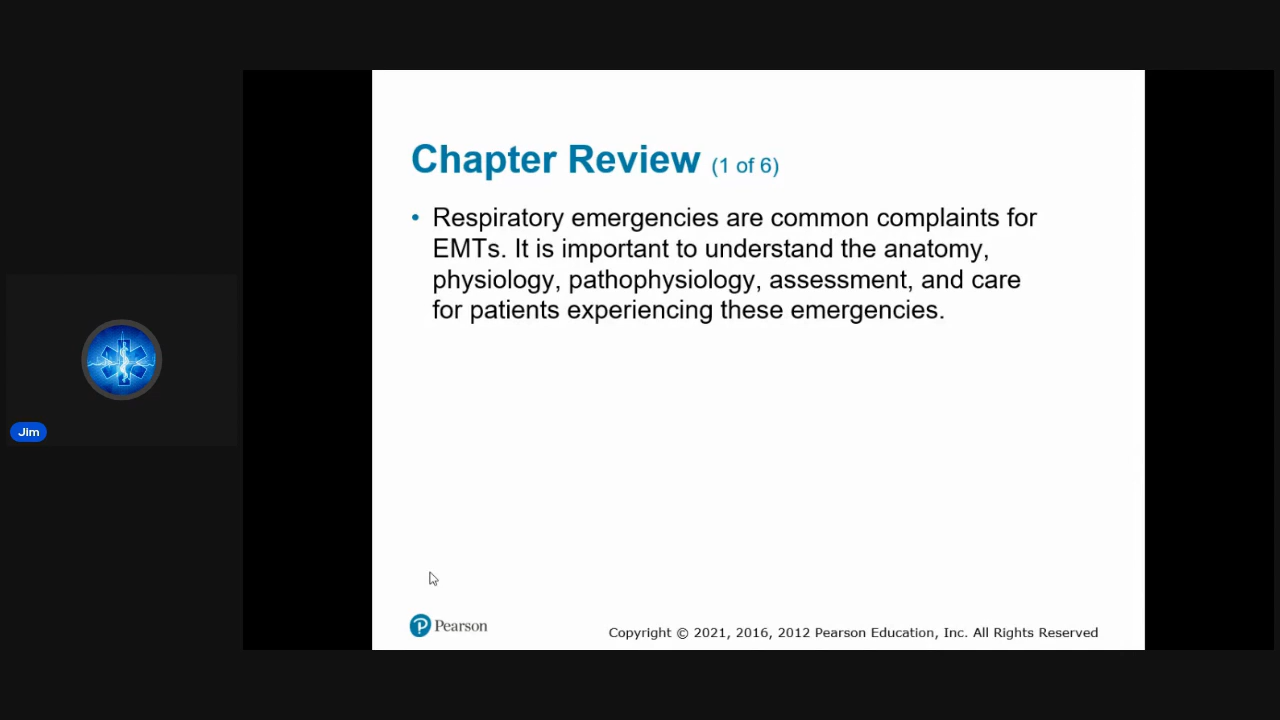 Chapter Review (1 of 6)
• Respiratory emergencies are common complaints for
EMTs. It is important to understand the anatomy,
physiology, pathophysiology, assessment, and care
for patients experiencing these emergencies.
Jim
Pearson
Copyright © 2021, 2016, 2012 Pearson Education, Inc. All Rights Reserved